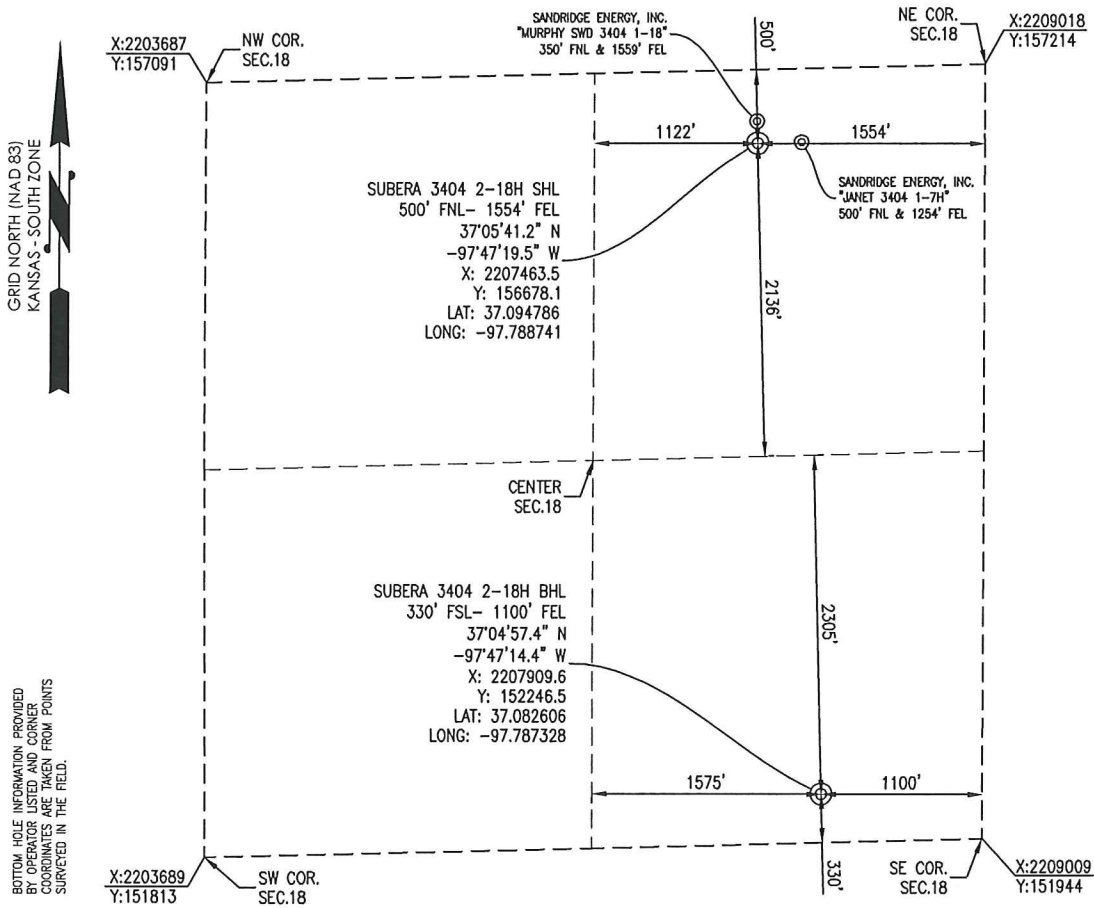 SANDRIDGE ENERGY, INC.
"MURPHY SWD 3404 1-18"
350' FNL & 1559' FEL
500'
NE COR.
SEC.18
X:2209018
Y:157214
X:2203687
Y:157091
NW COR.
SEC.18
GRID NORTH (NAD 83)
KANSAS - SOUTH ZONE
1122'
1554'
SANDRIDGE ENERGY, INC.
"JANET 3404 1-7H"
500' FNL & 1254' FEL
SUBERA 3404 2-18H SHL
500' FNL- 1554' FEL
37°05'41.2" N
-97°47'19.5" W
X: 2207463.5
Y: 156678.1
LAT: 37.094786
LONG: -97.788741
2136'
CENTER
SEC.18
SUBERA 3404 2-18H BHL
330' FSL- 1100' FEL
37°04'57.4" N
-97°47'14.4" W
X: 2207909.6
Y: 152246.5
LAT: 37.082606
LONG: -97.787328
2305'
1575'
1100'
330'
BOTTOM HOLE INFORMATION PROVIDED
BY OPERATOR LISTED AND CORNER
COORDINATES ARE TAKEN FROM POINTS
SURVEYED IN THE FIELD.
X:2203689
Y:151813
SW COR.
SEC.18
SE COR.
SEC.18
X:2209009
Y:151944